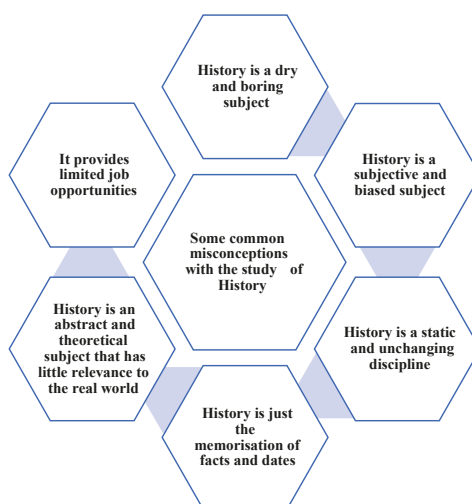 History is a dry
and boring
subject
History is a
subjective and
biased subject
History is a static
and unchanging
discipline
History is just
the
memorisation of
facts and dates
History is an
abstract and
theoretical
subject that has
little relevance to
the real world
It provides
limited job
opportunities
Some common
misconceptions
with the study of
History